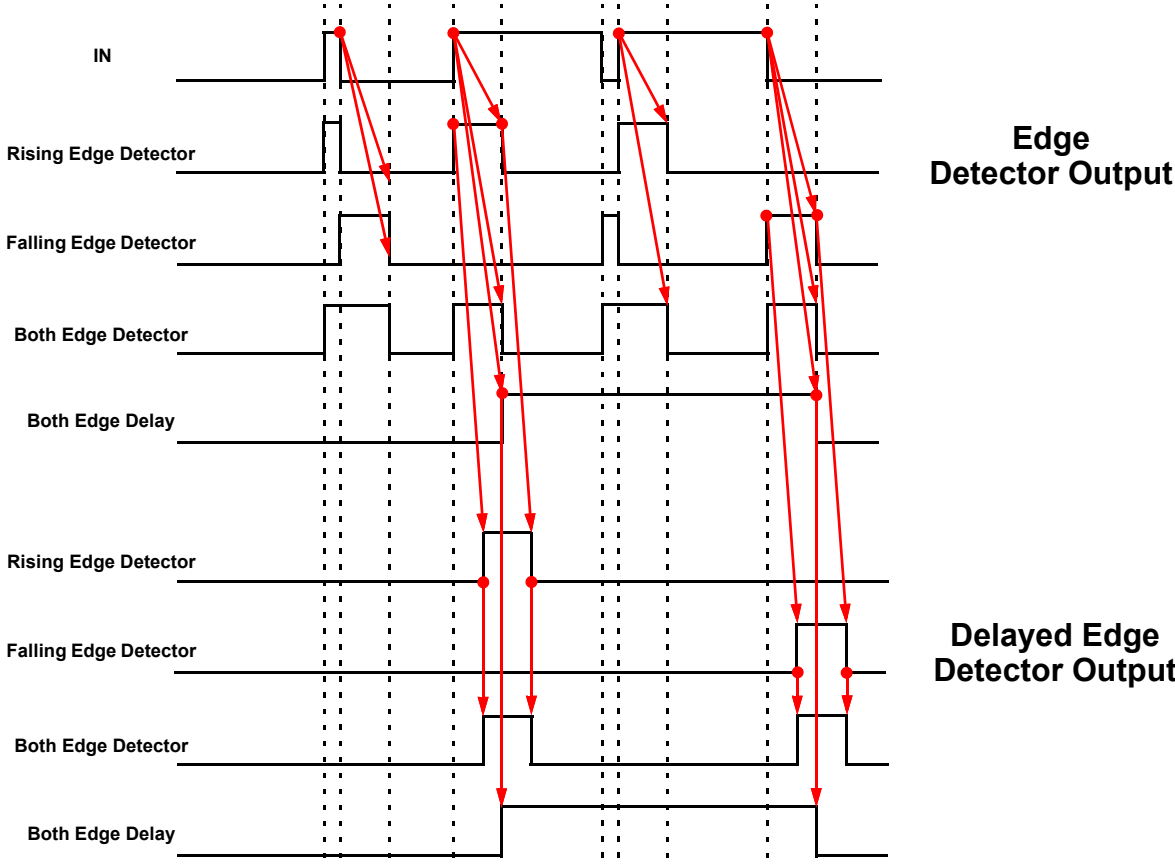 IN
Rising Edge Detector
Edge
Detector Output
Falling Edge Detector
Both Edge Detector
Both Edge Delay
Rising Edge Detector
Falling Edge Detector
Delayed Edge
Detector Output
Both Edge Detector
Both Edge Delay